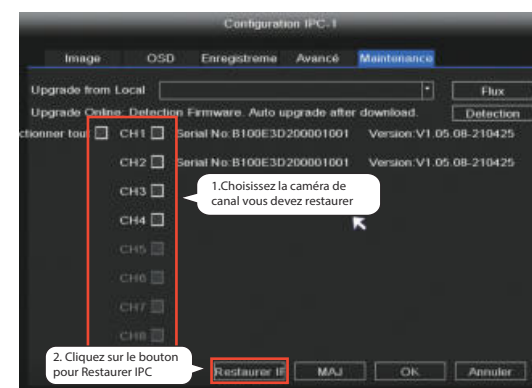 Configuration IPC-1
Image OSD Enregistreme Avancé Maintenance
Upgrade from Local Flux
Upgrade Online: Detection Firmware. Auto upgrade after download. Detection
ctionner tout CH1 Serial No:B100E3D200001001 Version:V1.05.08-210425
CH2 Serial No:B100E3D200001001 Version:V1.05.08-210425
CH3
1.Choisissez la caméra de
canal vous devez restaurer
CH4
CH5
CH6
CH7
CH8
2. Cliquez sur le bouton
pour Restaurer IPC
Restaurer IP MAJ OK Annuler